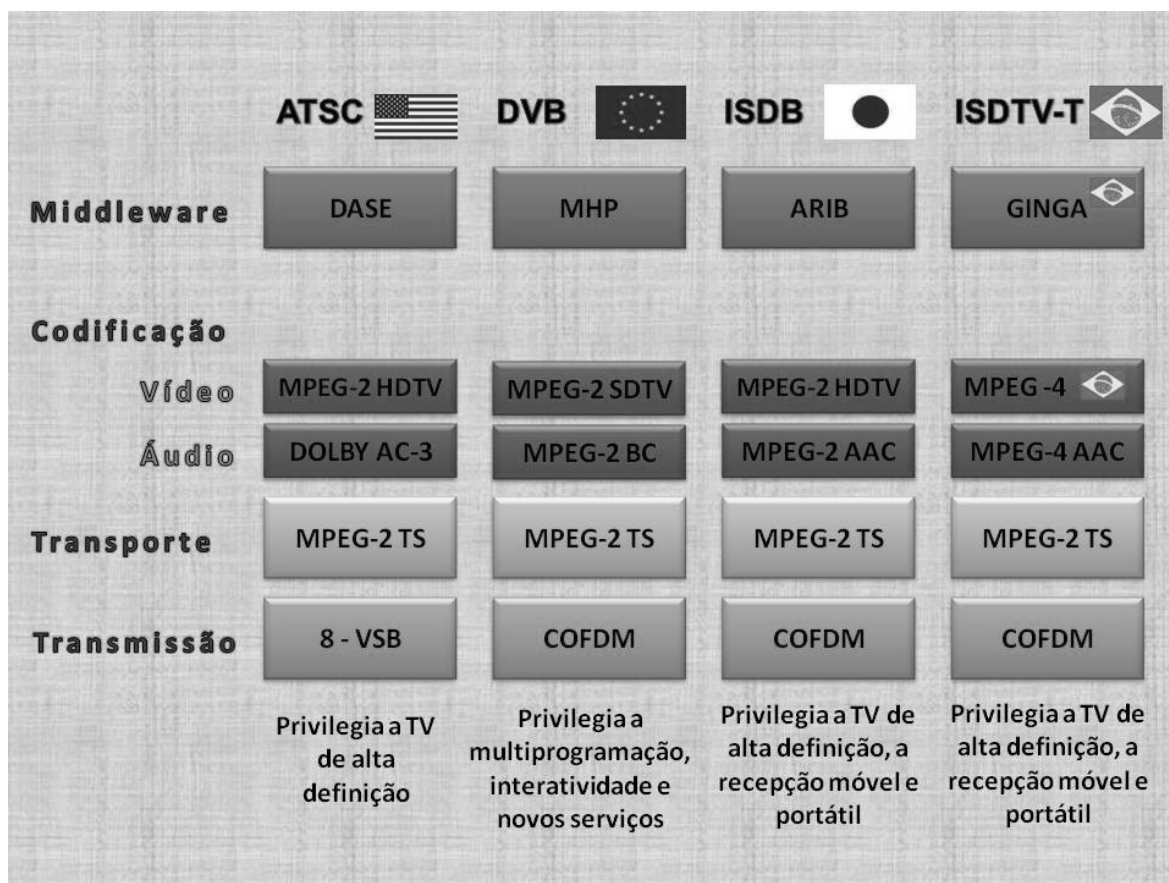 ATSC DVB ISDB ISDTV-T
Middleware DASE MHP ARIB GINGA
Codificação
Vídeo MPEG-2 HDTV MPEG-2 SDTV MPEG-2 HDTV MPEG -4
Áudio DOLBY AC-3 MPEG-2 BC MPEG-2 AAC MPEG-4 AAC
Transporte MPEG-2 TS MPEG-2 TS MPEG-2 TS MPEG-2 TS
Transmissão 8 - VSB COFDM COFDM COFDM
Privilegia a TV
de alta
definição
Privilegia a
multiprogramação,
interatividade e
novos serviços
Privilegia a TV de
alta definição, a
recepção móvel e
portátil
Privilegia a TV de
alta definição, a
recepção móvel e
portátil